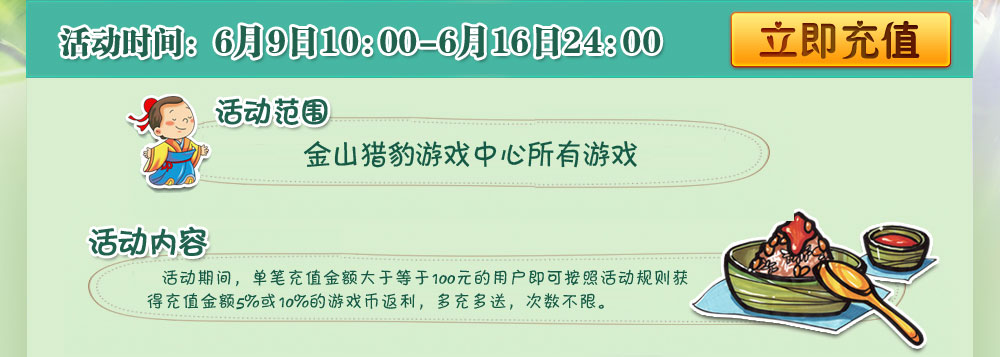 活动时间：6月9日10：00-6月16日24：00
立即充值
活动范围
金山猎豹游戏中心所有游戏
活动内容
活动期间，单笔充值金额大于等于100元的用户即可按照活动规则获
得充值金额5%或10%的游戏币返利，多充多送，次数不限。